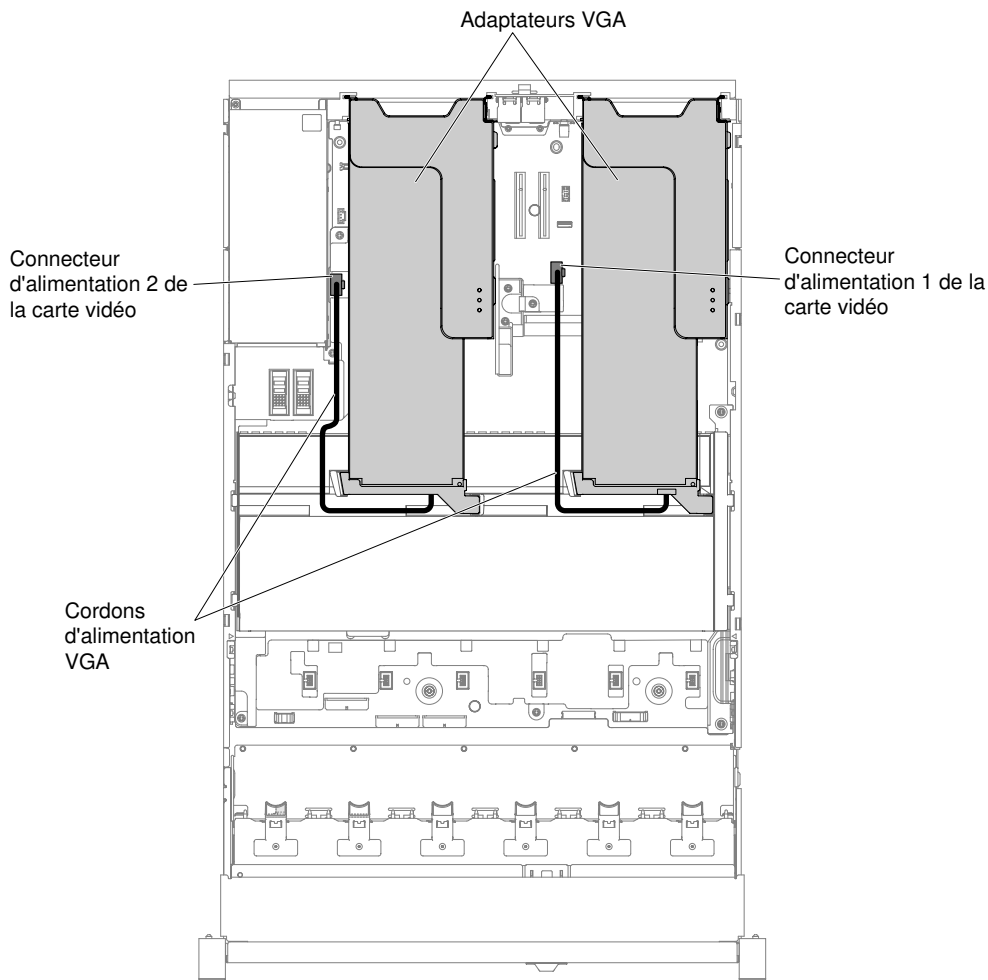 Adaptateurs VGA
Connecteur
d'alimentation 2 de
la carte vidéo
Connecteur
d'alimentation 1 de la
carte vidéo
Cordons
d'alimentation
VGA